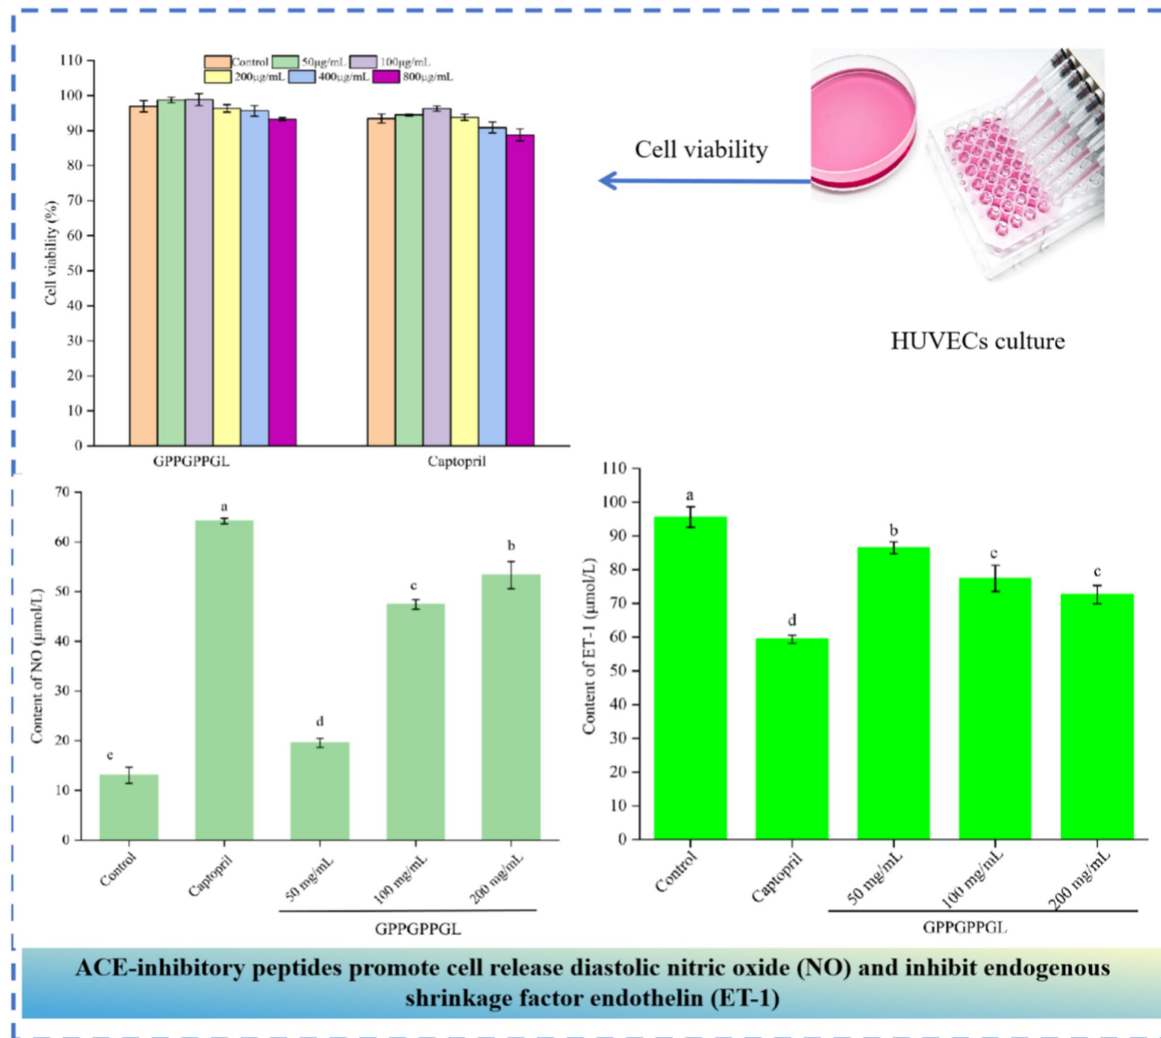 Control 50μg/mL 100μg/mL
200μg/mL 400μg/mL 800μg/mL
110
100
90
80
70
60
50
40
30
20
10
0
Cell viability (%)
GPPGPPGL Captopril
Cell viability
HUVECs culture
70
60
50
40
30
20
10
0
Content of NO (μmol/L)
c
a
d
c
b
Control
Captopril
50 mg/mL
100 mg/mL
200 mg/mL
GPPGPPGL
110
100
90
80
70
60
50
40
30
20
10
0
Content of ET-1 (μmol/L)
a
d
b
c
c
Control
Captopril
50 mg/mL
100 mg/mL
200 mg/mL
GPPGPPGL
ACE-inhibitory peptides promote cell release diastolic nitric oxide (NO) and inhibit endogenous
shrinkage factor endothelin (ET-1)